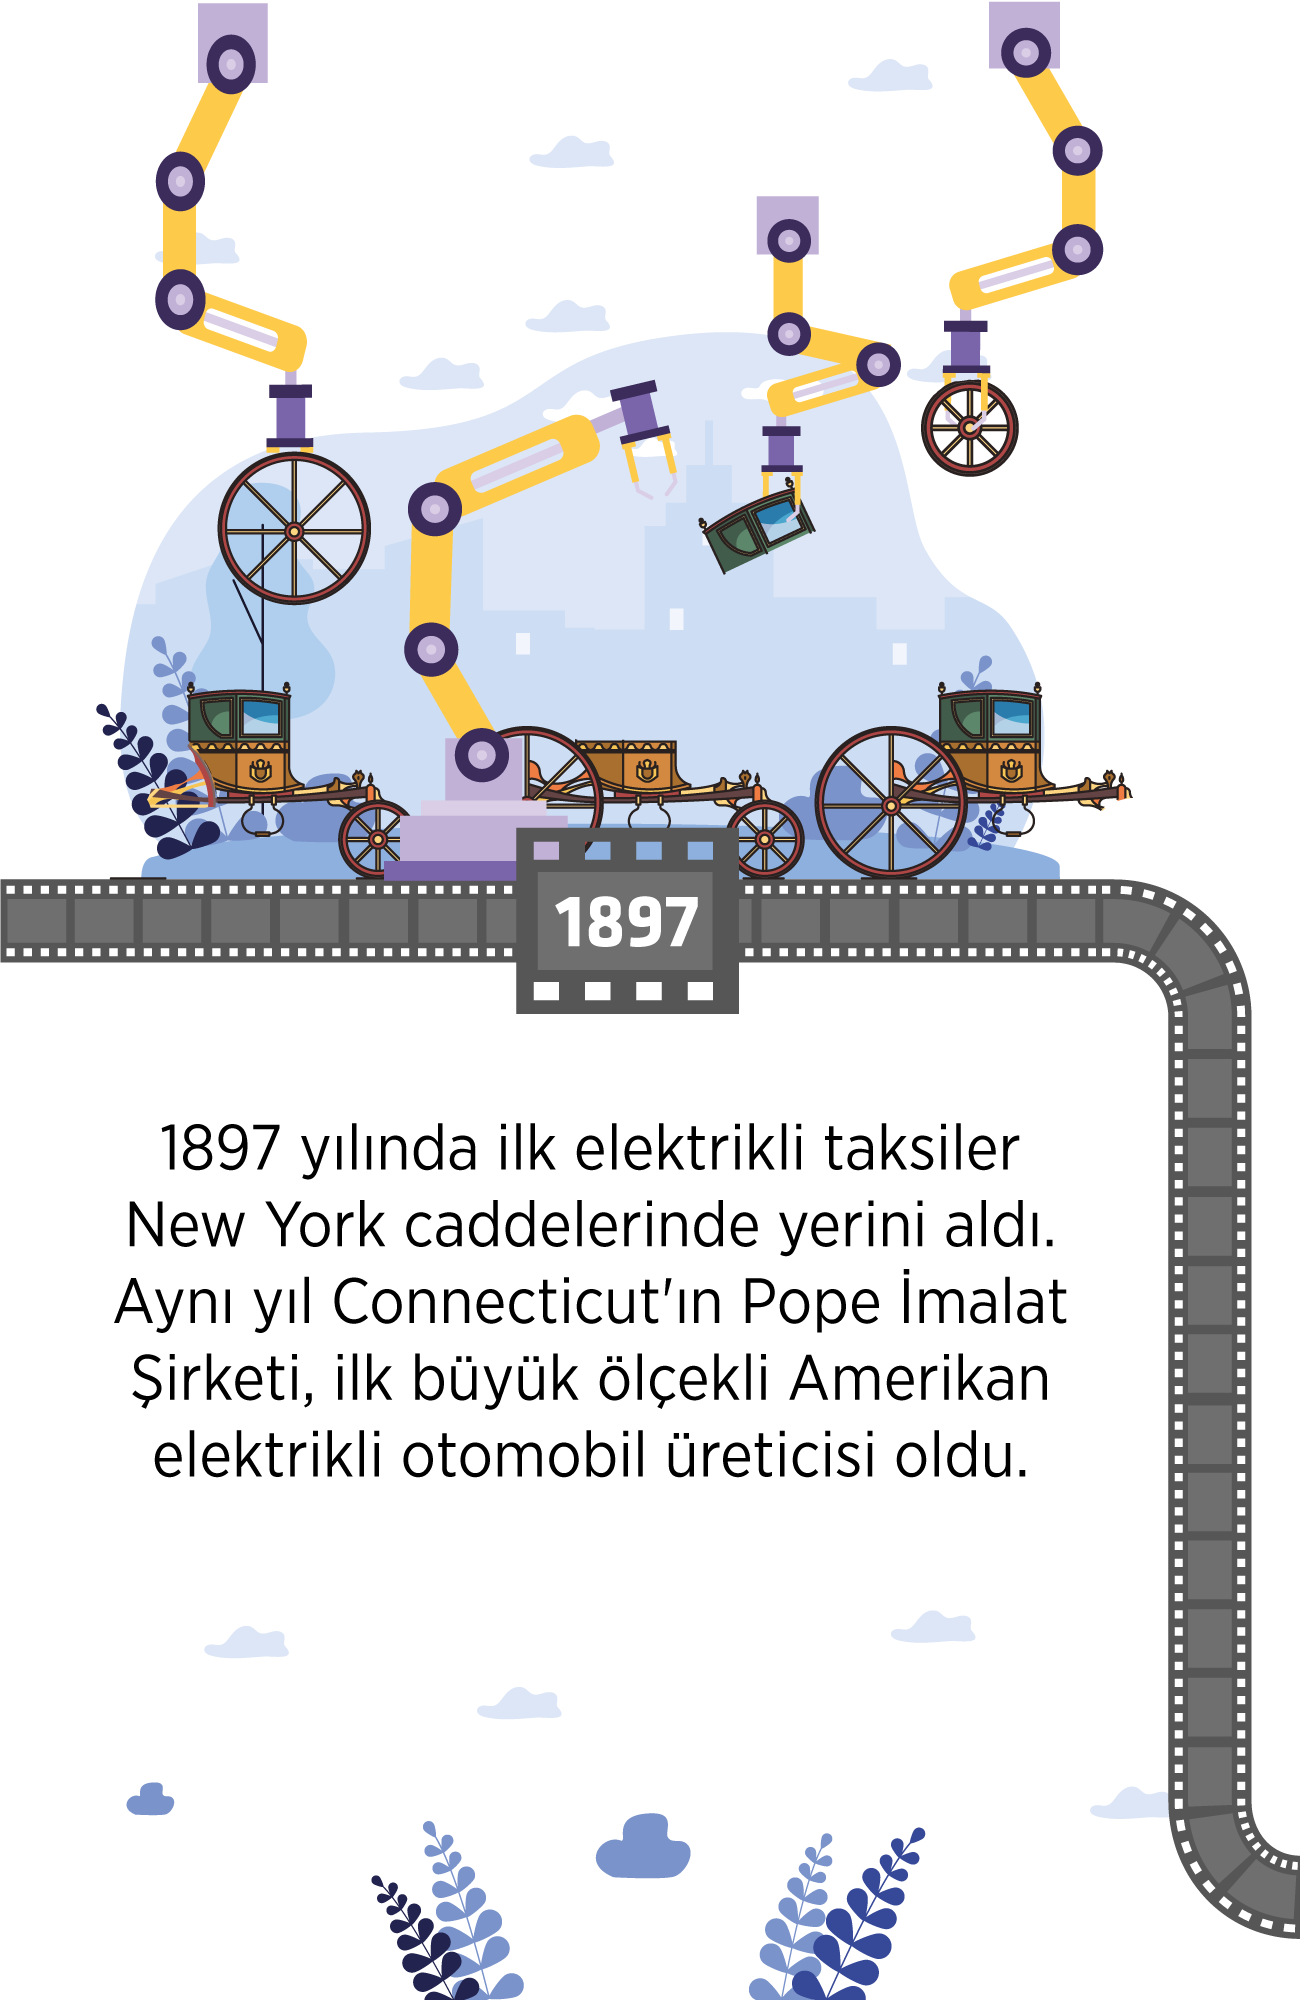 1897
1897 yılında ilk elektrikli taksiler
New York caddelerinde yerini aldı.
Aynı yıl Connecticut'ın Pope İmalat
Şirketi, ilk büyük ölçekli Amerikan
elektrikli otomobil üreticisi oldu.